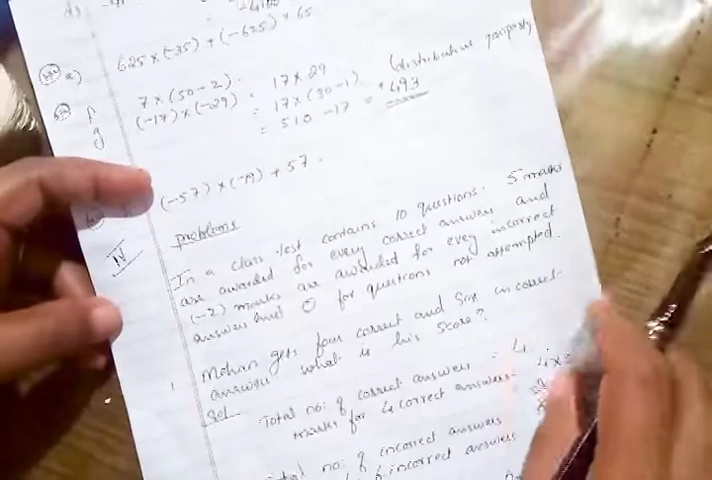 d)
625 × (-35) + (-625) × 65
a)
f 7 × (50 - 2)
g (-17) × (-29) = 17 × 29 (distributive property
= 17 × (30 - 1)
= 510 - 17 = +493
(-57) × (-19) + 57
IV problems
In a class test contains 10 questions. 5 marks
are awarded for every correct answer and
(-2) marks are awarded for every incorrect
answer and 0 for questions not attempted.
1. Mohan gets four correct and six incorrect
answers what is his score?
Sol. Total no: of correct answers = 4
marks for 4 correct answers
no: of incorrect answers
incorrect answers